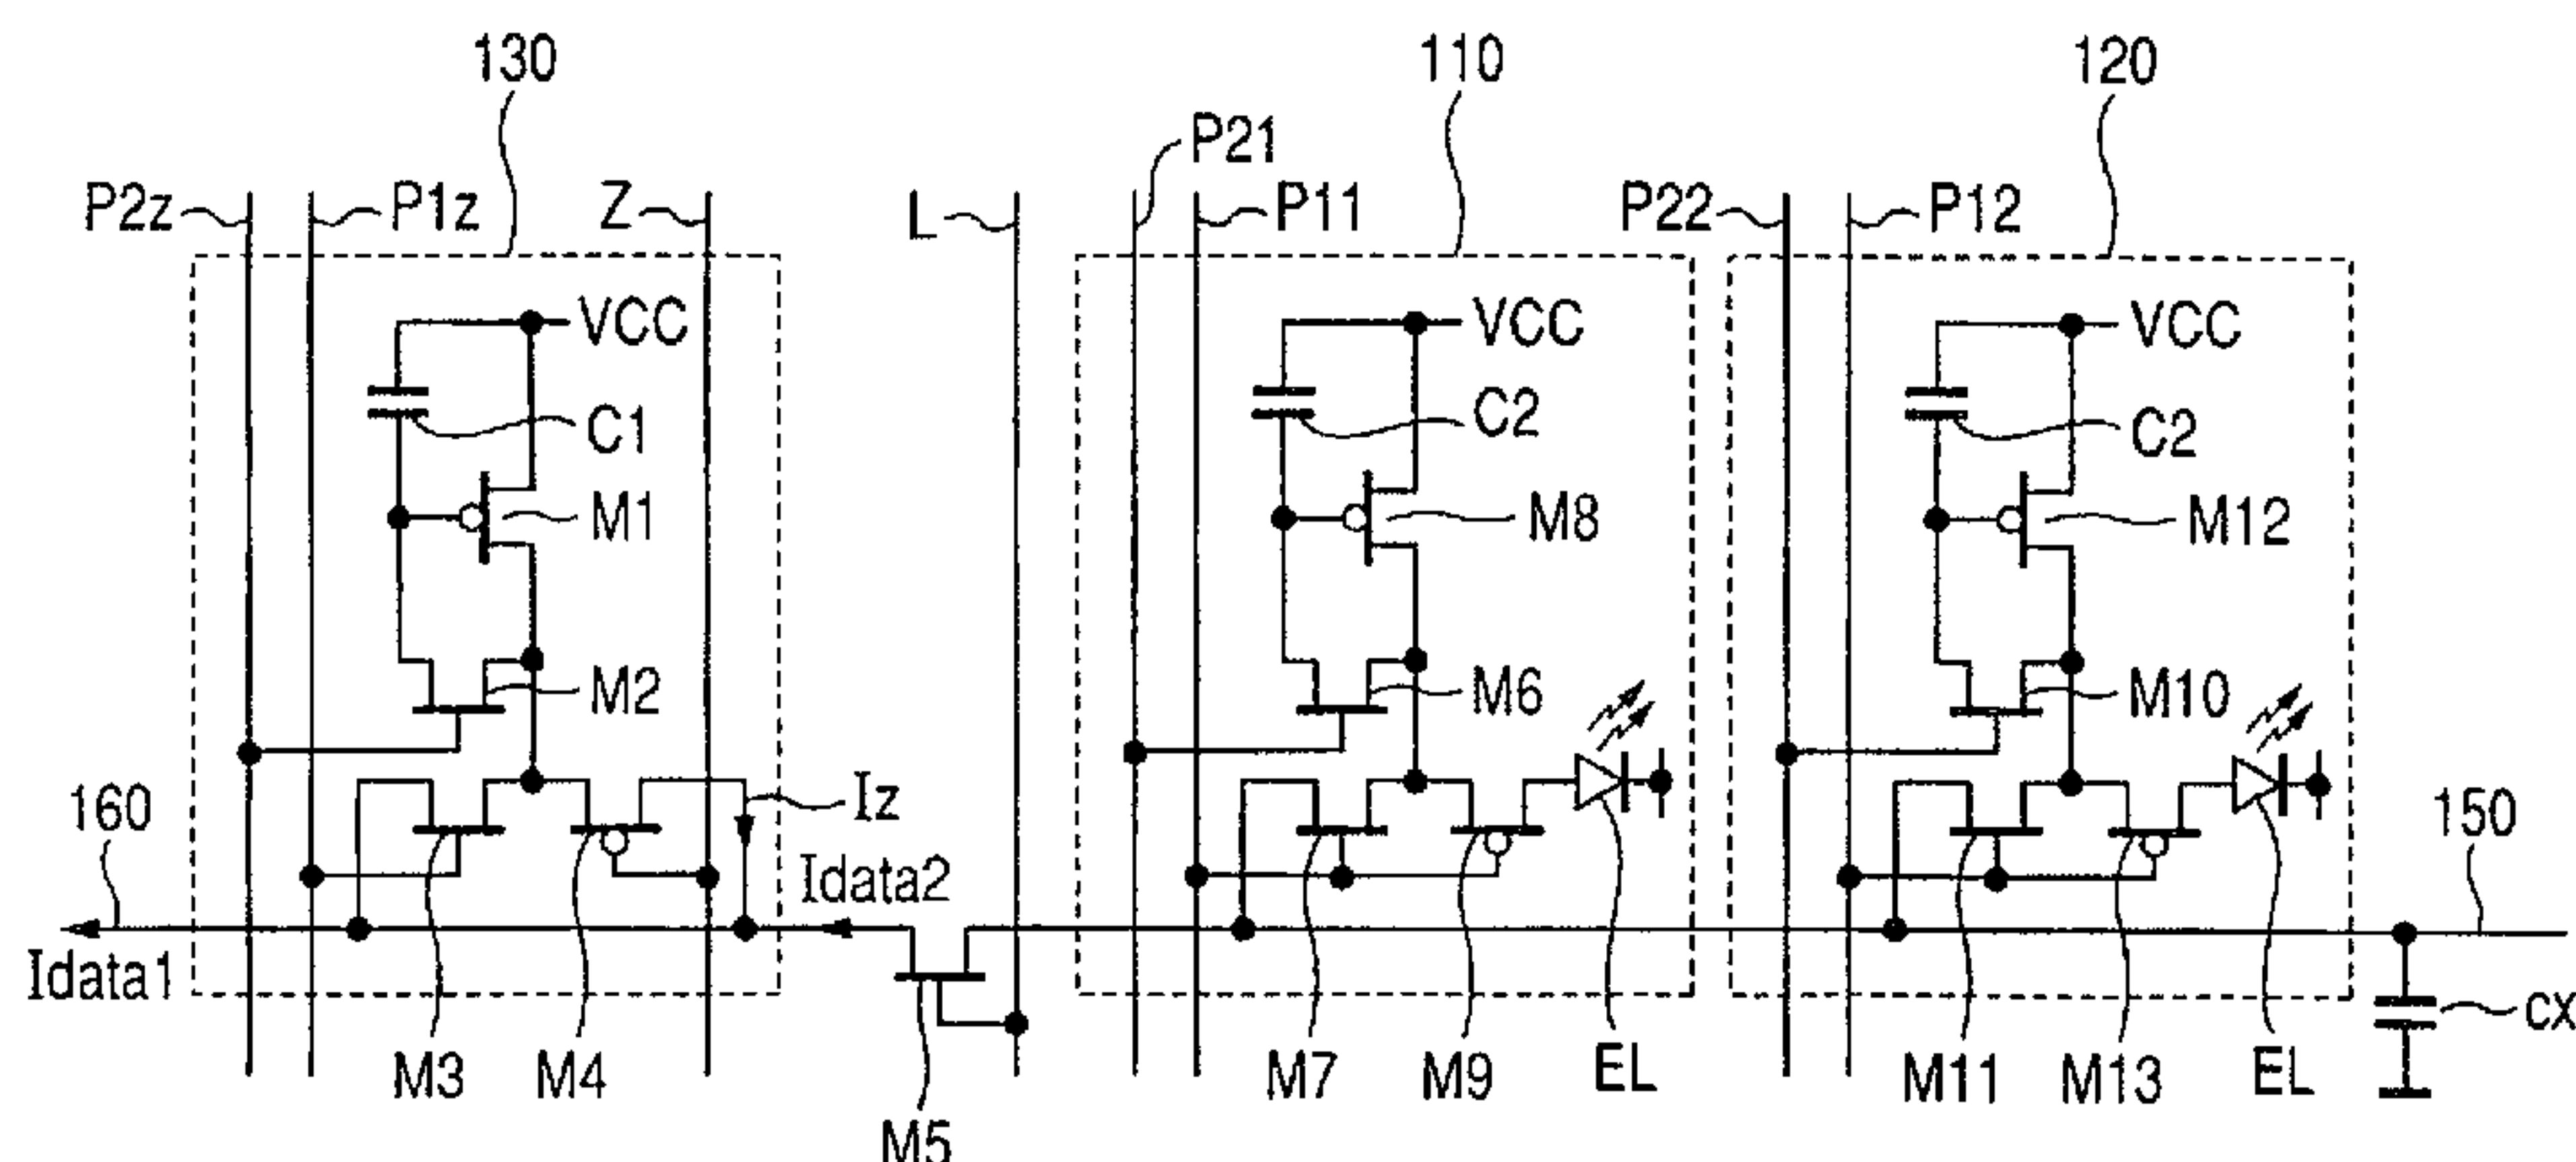 130
110
120
P21
P2z
P1z
Z
L
P11
P22
P12
VCC
VCC
VCC
C1
C2
C2
M1
M8
M12
M2
M6
M10
160
Iz
150
Idata2
Idata1
cx
M3
M4
M7
M9
EL
M11
M13
EL
M5